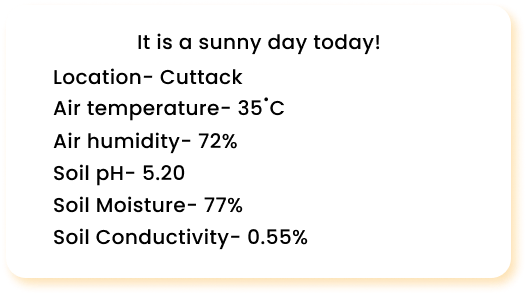 It is a sunny day today!
Location- Cuttack
Air temperature- 35°C
Air humidity- 72%
Soil pH- 5.20
Soil Moisture- 77%
Soil Conductivity- 0.55%